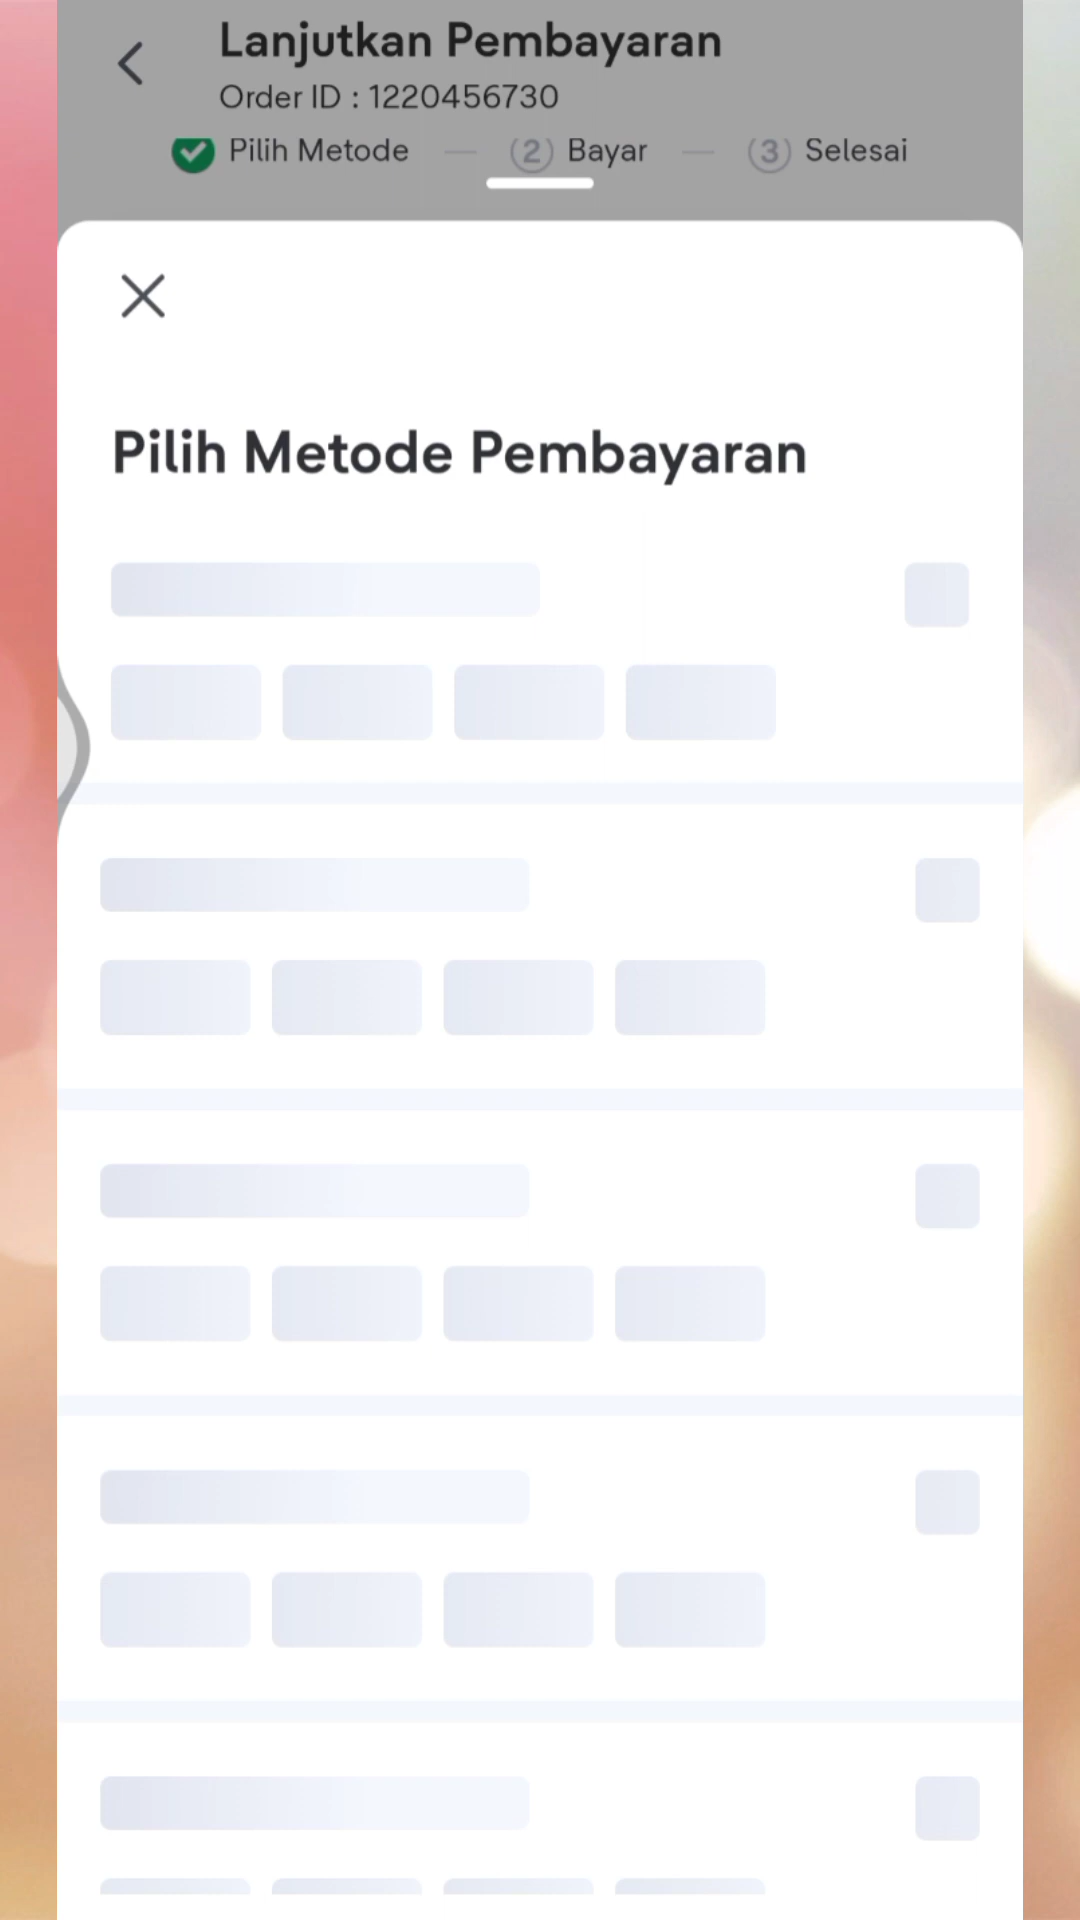 Lanjutkan Pembayaran
Order ID : 1220456730
Pilih Metode — 2 Bayar — 3 Selesai
Pilih Metode Pembayaran